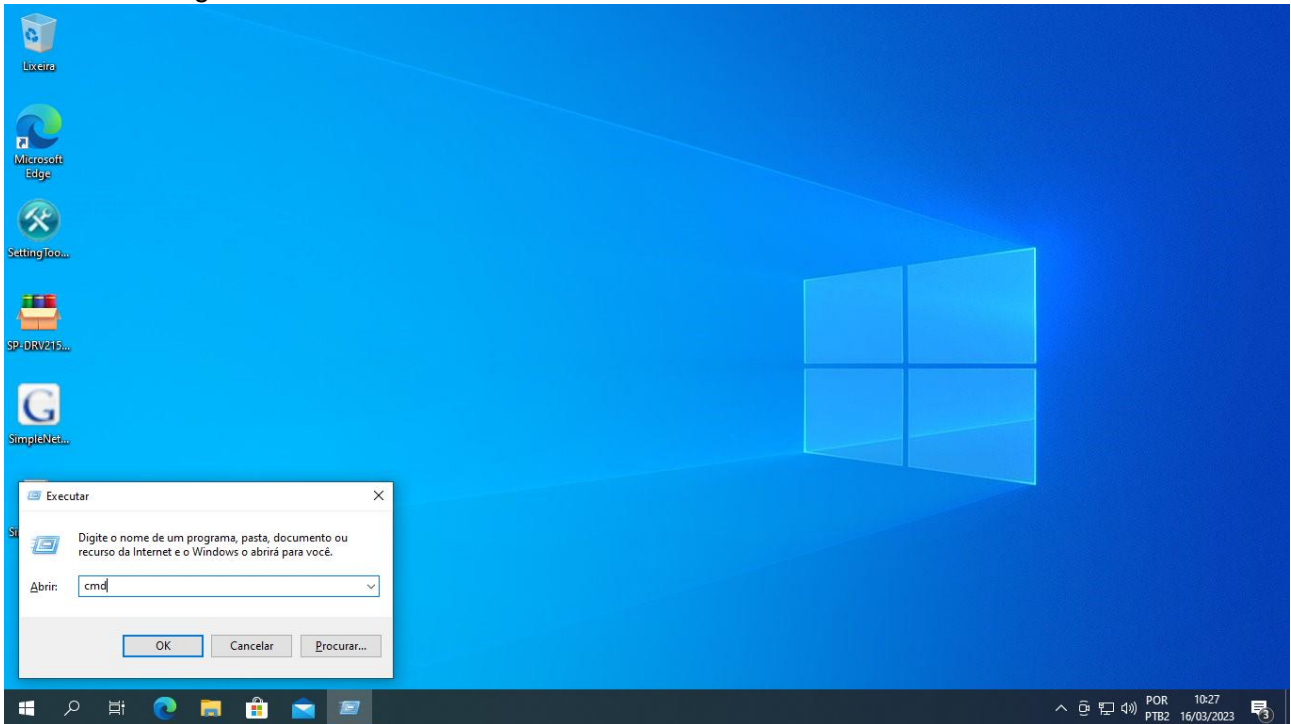 Lixeira
Microsoft
Edge
SettingToo...
SP-DRV215...
SimpleNet...
Executar
Digite o nome de um programa, pasta, documento ou
recurso da Internet e o Windows o abrirá para você.
Abrir:
cmd
OK
Cancelar
Procurar...
POR
PTB2
10:27
16/03/2023
3